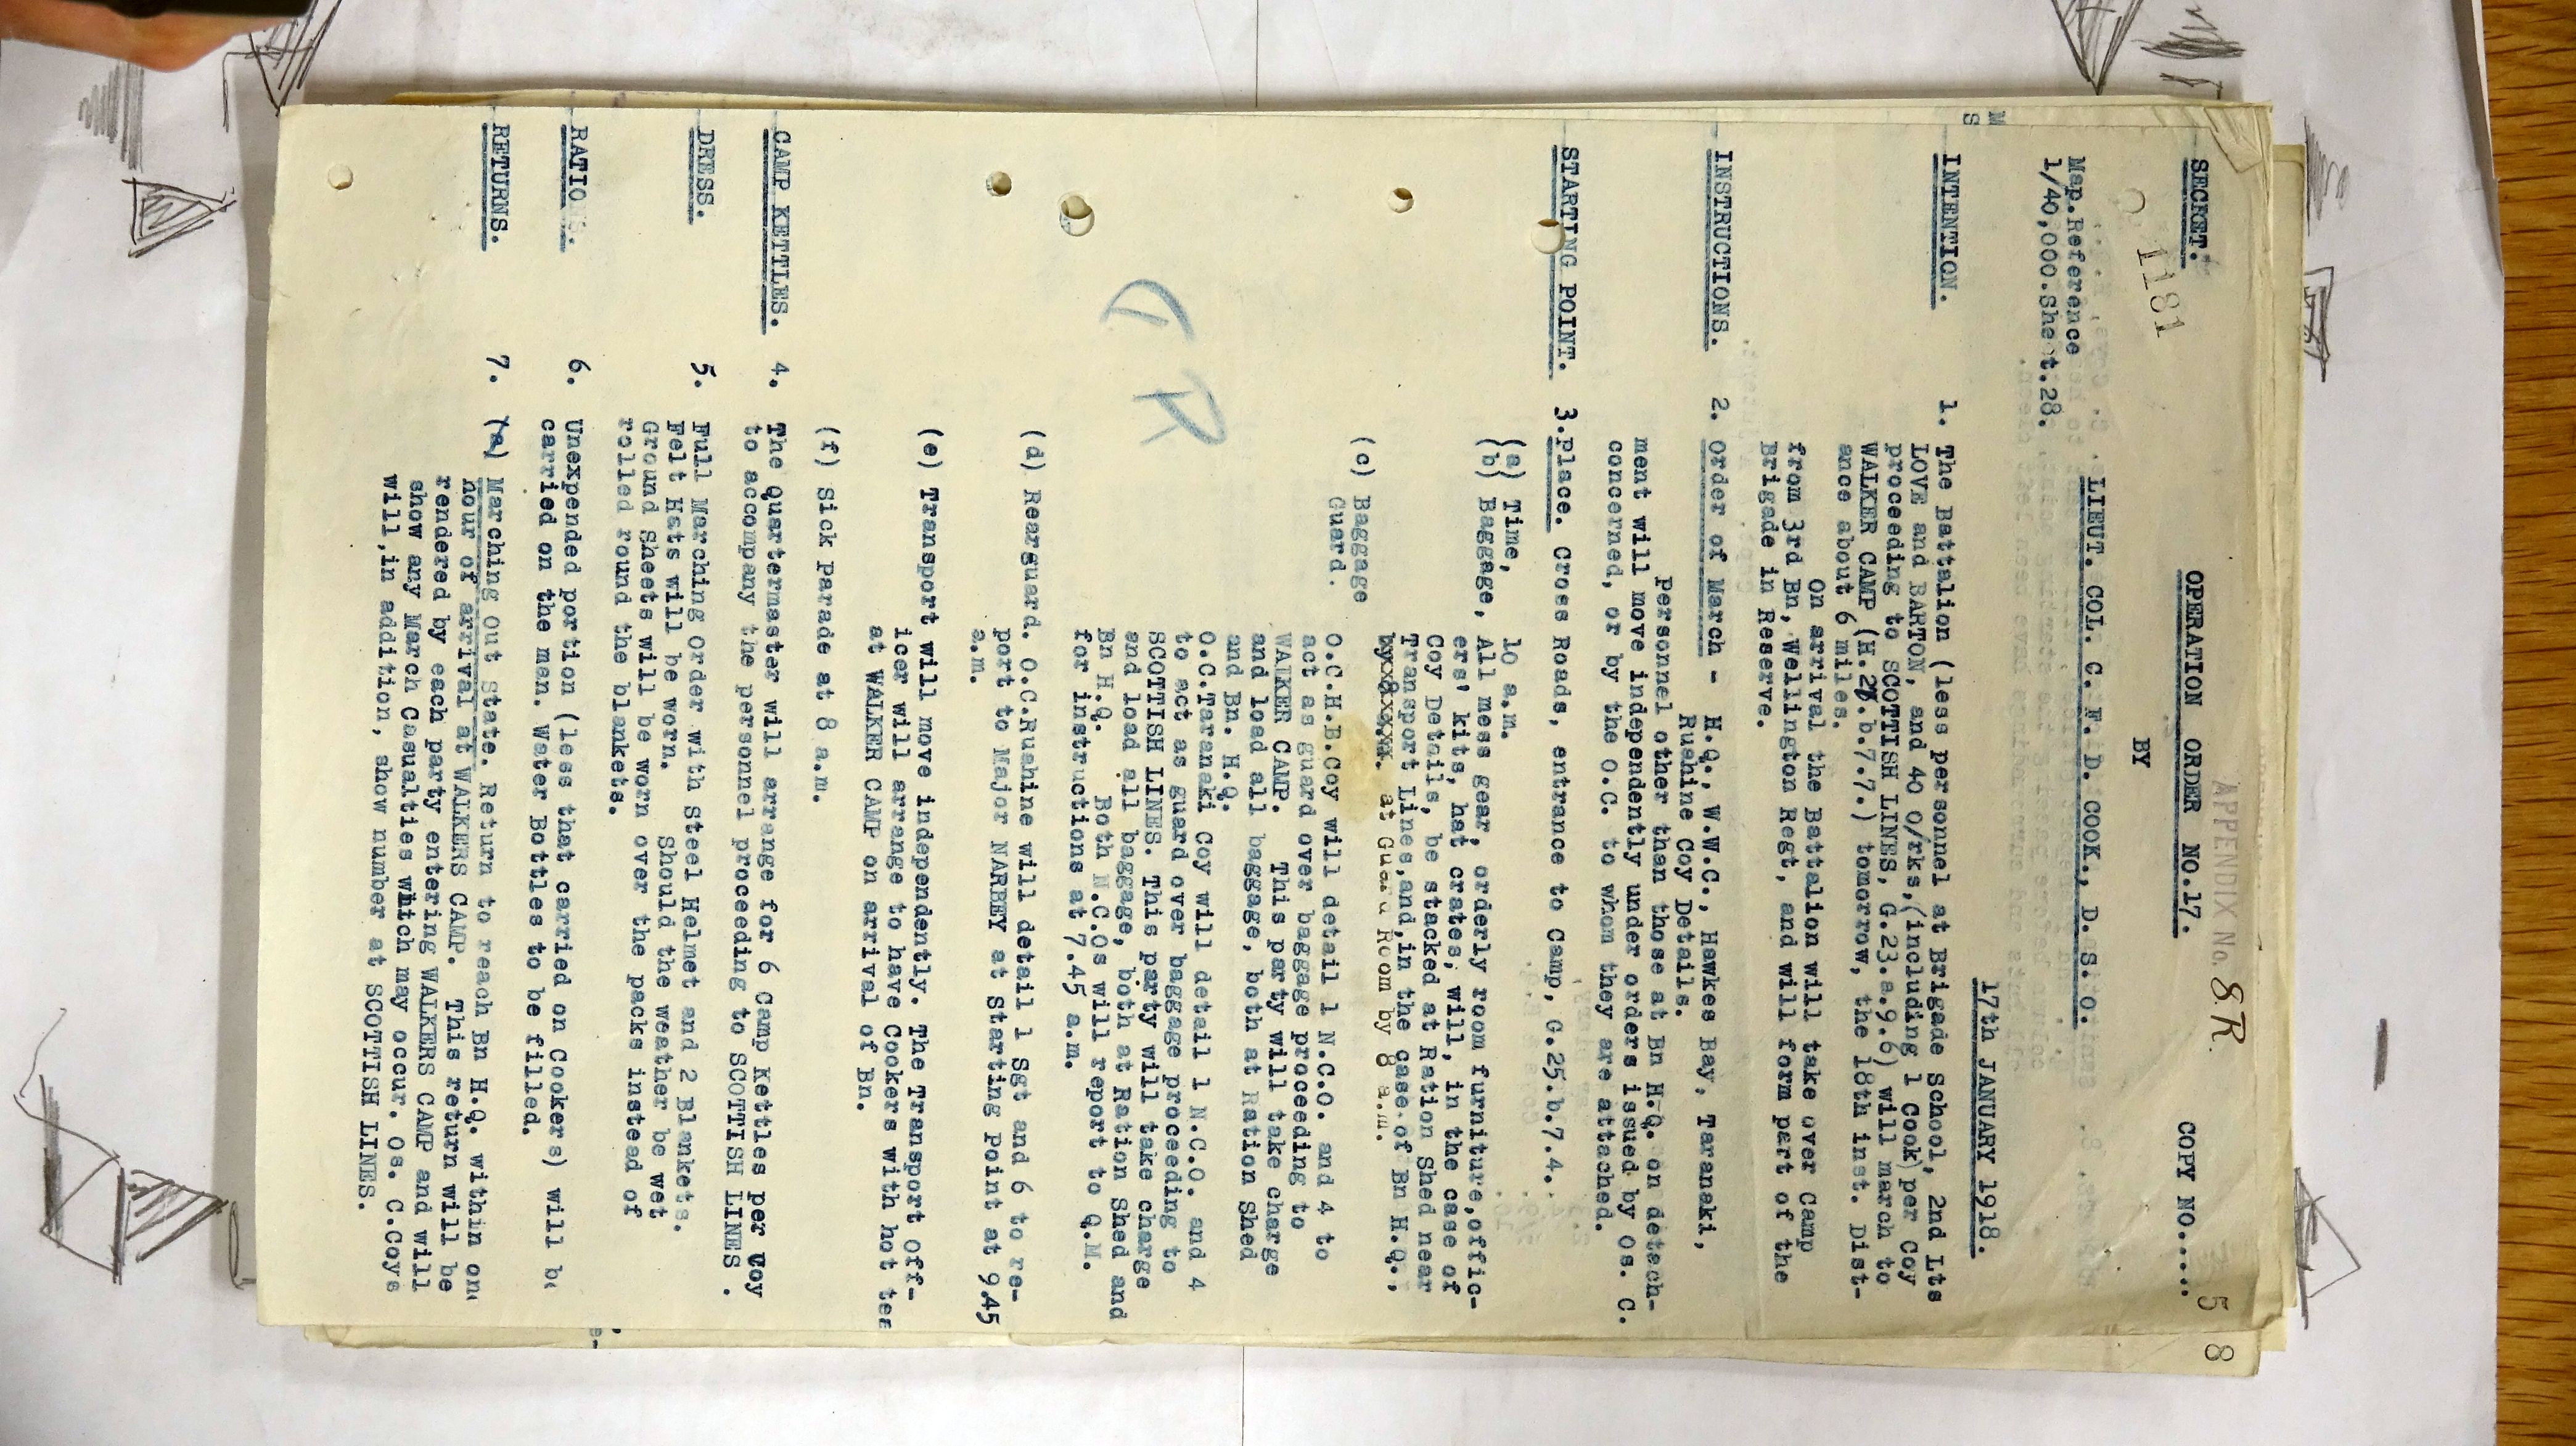 APPENDIX No. 8R.
5
8
SECRET. OPERATION ORDER NO.17. COPY NO.....
1181
BY
Map.Reference LIEUT. COL. C. F. D. COOK., D.S.O.
1/40,000.Sheet.28.
17th JANUARY 1918.
INTENTION. 1. The Battalion (less personnel at Brigade School, 2nd Lts
LOVE and BARTON, and 40 O/rks,(including 1 Cook) per Coy
proceeding to SCOTTISH LINES, G.23.a.9.6) will march to
WALKER CAMP (H.2 .b.7.7.) tomorrow, the 18th inst. Dist-
ance about 6 miles.
On arrival the Battalion will take over Camp
from 3rd Bn, Wellington Regt, and will form part of the
Brigade in Reserve.
INSTRUCTIONS. 2. Order of March - H.Q., W.W.C., Hawkes Bay, Taranaki,
Ruahine Coy Details.
Personnel other than those at Bn H.Q. on detach-
ment will move independently under orders issued by Os. C.
concerned, or by the O.C. to whom they are attached.
STARTING POINT. 3.Place. Cross Roads, entrance to Camp, G.25.b.7.4.
(a) Time, 10 a.m.
(b) Baggage, All mess gear, orderly room furniture,offic-
ers' kits, hat crates, will, in the case of
Coy Details, be stacked at Ration Shed near
Transport Lines,and,in the case of Bn H.Q.,
byx8xxxxx. at Guard Room by 8 a.m.
(c) Baggage
Guard. O.C.H.B.Coy will detail 1 N.C.O. and 4 to
act as guard over baggage proceeding to
WALKER CAMP. This party will take charge
and load all baggage, both at Ration Shed
and Bn. H.Q.
O.C.Taranaki Coy will detail 1 N.C.O. and 4
to act as guard over baggage proceeding to
SCOTTISH LINES. This party will take charge
and load all baggage, both at Ration Shed and
Bn H.Q. Both N.C.Os will report to Q.M.
for instructions at 7.45 a.m.
(d) Rearguard. O.C.Ruahine will detail 1 Sgt and 6 to re-
port to Major NARBEY at Starting Point at 9.45
a.m.
(e) Transport will move independently. The Transport Off-
icer will arrange to have Cookers with hot tea
at WALKER CAMP on arrival of Bn.
(f) Sick Parade at 8 a.m.
CAMP KETTLES. 4. The Quartermaster will arrange for 6 Camp Kettles per Coy
to accompany the personnel proceeding to SCOTTISH LINES .
DRESS. 5. Full Marching Order with Steel Helmet and 2 Blankets.
Felt Hats will be worn. Should the weather be wet
Ground Sheets will be worn over the packs instead of
rolled round the blankets.
RATIONS. 6. Unexpended portion (less that carried on Cookers) will be
carried on the man. Water Bottles to be filled.
RETURNS. 7. (a) Marching Out State. Return to reach Bn H.Q. within one
hour of arrival at WALKERS CAMP. This return will be
rendered by each party entering WALKERS CAMP and will
show any March Casualties which may occur. Os. C.Coys
will,in addition, show number at SCOTTISH LINES.